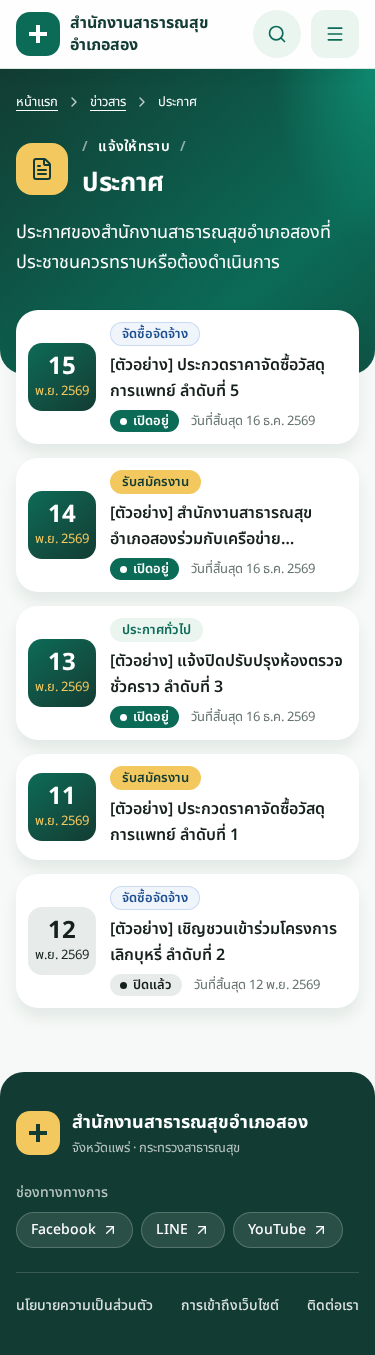 สำนักงานสาธารณสุข
อำเภอสอง
หน้าแรก > ข่าวสาร > ประกาศ
/ แจ้งให้ทราบ /
ประกาศ
ประกาศของสำนักงานสาธารณสุขอำเภอสองที่
ประชาชนควรทราบหรือต้องดำเนินการ
จัดซื้อจัดจ้าง
15
พ.ย. 2569
[ตัวอย่าง] ประกวดราคาจัดซื้อวัสดุ
การแพทย์ ลำดับที่ 5
เปิดอยู่ วันที่สิ้นสุด 16 ธ.ค. 2569
รับสมัครงาน
14
พ.ย. 2569
[ตัวอย่าง] สำนักงานสาธารณสุข
อำเภอสองร่วมกับเครือข่าย...
เปิดอยู่ วันที่สิ้นสุด 16 ธ.ค. 2569
ประกาศทั่วไป
13
พ.ย. 2569
[ตัวอย่าง] แจ้งปิดปรับปรุงห้องตรวจ
ชั่วคราว ลำดับที่ 3
เปิดอยู่ วันที่สิ้นสุด 16 ธ.ค. 2569
รับสมัครงาน
11
พ.ย. 2569
[ตัวอย่าง] ประกวดราคาจัดซื้อวัสดุ
การแพทย์ ลำดับที่ 1
จัดซื้อจัดจ้าง
12
พ.ย. 2569
[ตัวอย่าง] เชิญชวนเข้าร่วมโครงการ
เลิกบุหรี่ ลำดับที่ 2
ปิดแล้ว วันที่สิ้นสุด 12 พ.ย. 2569
สำนักงานสาธารณสุขอำเภอสอง
จังหวัดแพร่ · กระทรวงสาธารณสุข
ช่องทางทางการ
Facebook LINE YouTube
นโยบายความเป็นส่วนตัว การเข้าถึงเว็บไซต์ ติดต่อเรา